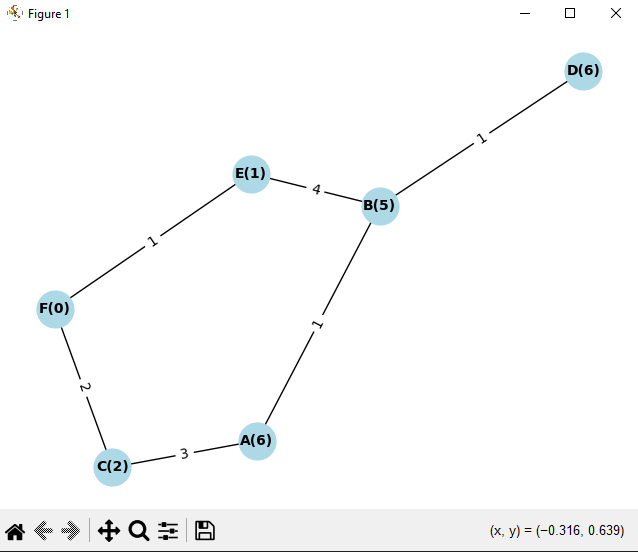 Figure 1
D(6)
1
E(1)
4
B(5)
1
F(0)
1
2
A(6)
3
C(2)
(x, y) = (−0.316, 0.639)